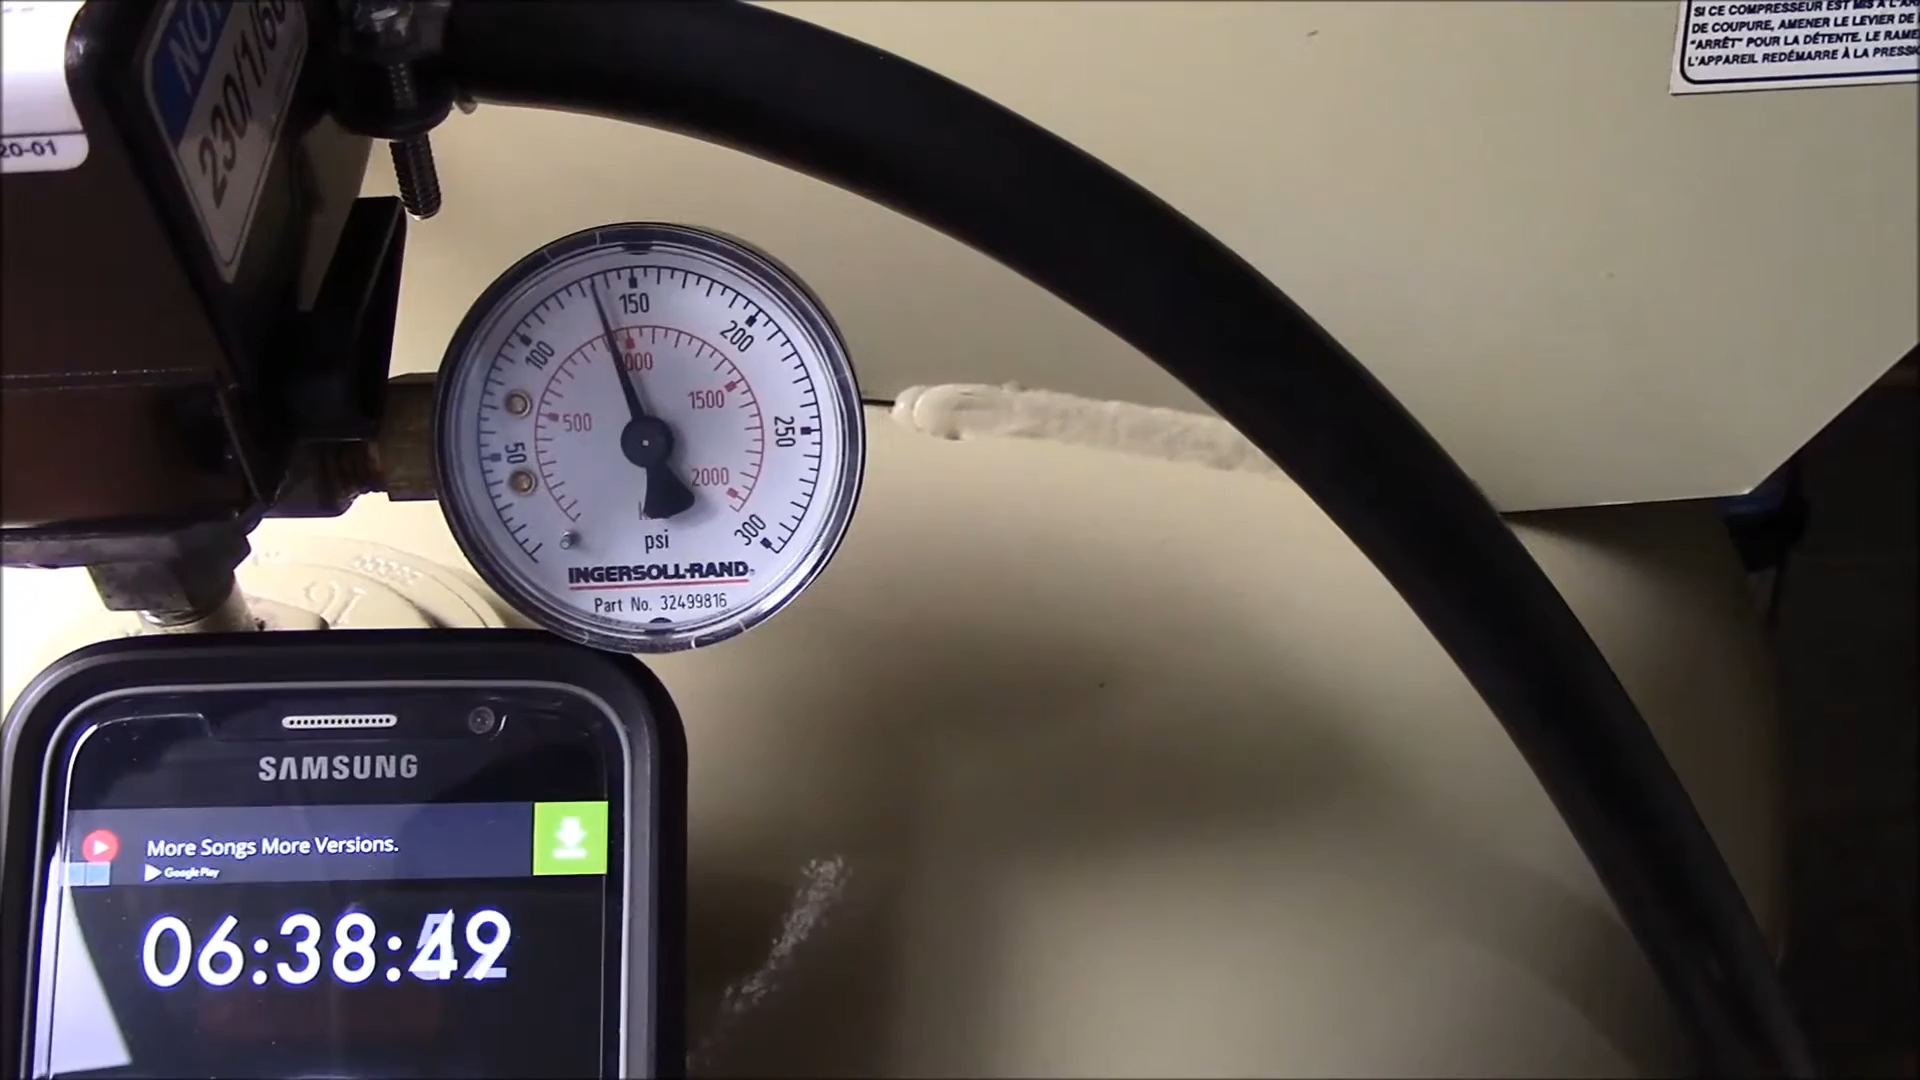 SI CE COMPRESSEUR EST MIS À L'AR
DE COUPURE, AMENER LE LEVIER DE
"ARRÊT" POUR LA DÉTENTE. LE RAME
L'APPAREIL REDÉMARRE À LA PRESSI
NO
230/1/60
20-01
50
100
150
200
250
300
500
1000
1500
2000
psi
INGERSOLL-RAND
Part No. 32499816
SAMSUNG
More Songs More Versions.
Google Play
06:38:49